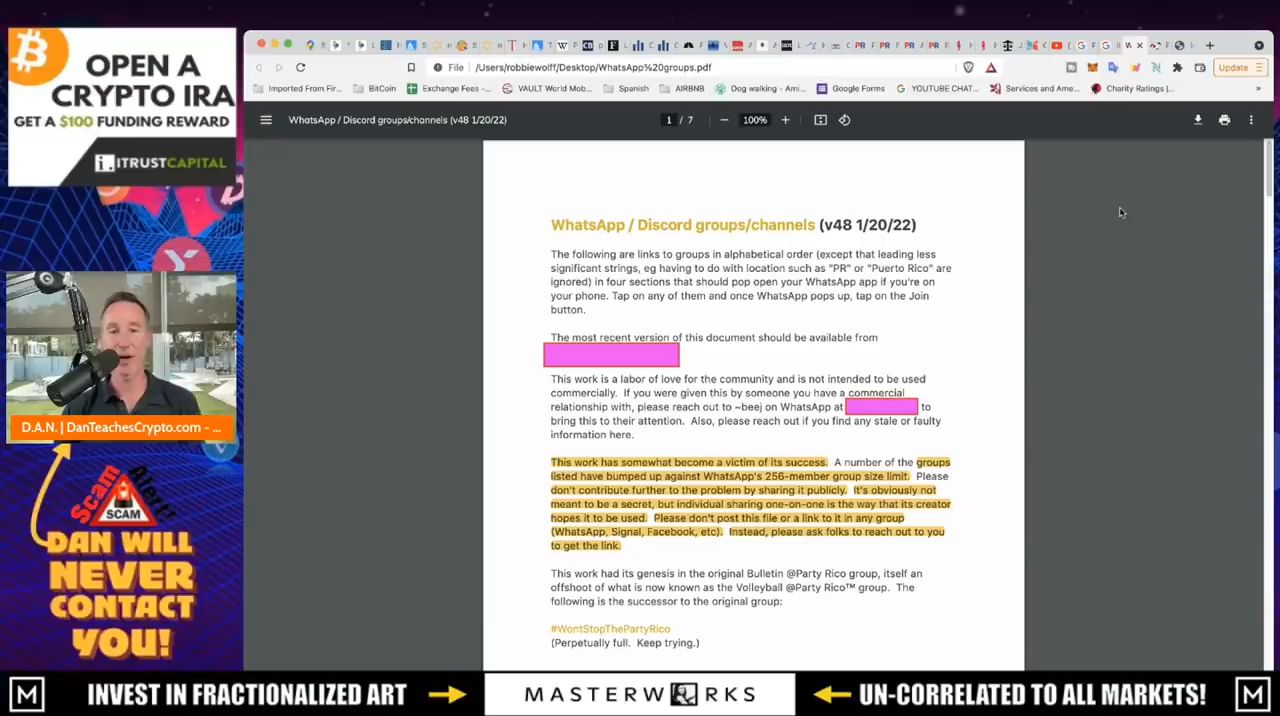 OPEN A
CRYPTO IRA
GET A $100 FUNDING REWARD
ITRUSTCAPITAL
File /Users/robbiewolff/Desktop/WhatsApp%20groups.pdf
Update
Imported From Fir...
BitCoin
Exchange Fees -...
VAULT World Mob...
Spanish
AIRBNB
Dog walking - Ami...
Google Forms
YOUTUBE CHAT...
Services and Ame...
Charity Ratings |...
WhatsApp / Discord groups/channels (v48 1/20/22)
1 / 7
100%
WhatsApp / Discord groups/channels (v48 1/20/22)
The following are links to groups in alphabetical order (except that leading less
significant strings, eg having to do with location such as "PR" or "Puerto Rico" are
ignored) in four sections that should pop open your WhatsApp app if you're on
your phone. Tap on any of them and once WhatsApp pops up, tap on the Join
button.
The most recent version of this document should be available from
This work is a labor of love for the community and is not intended to be used
commercially. If you were given this by someone you have a commercial
relationship with, please reach out to ~beej on WhatsApp at to
bring this to their attention. Also, please reach out if you find any stale or faulty
information here.
This work has somewhat become a victim of its success. A number of the groups
listed have bumped up against WhatsApp's 256-member group size limit. Please
don't contribute further to the problem by sharing it publicly. It's obviously not
meant to be a secret, but individual sharing one-on-one is the way that its creator
hopes it to be used. Please don't post this file or a link to it in any group
(WhatsApp, Signal, Facebook, etc). Instead, please ask folks to reach out to you
to get the link.
This work had its genesis in the original Bulletin @Party Rico group, itself an
offshoot of what is now known as the Volleyball @Party Rico™ group. The
following is the successor to the original group:
#WontStopThePartyRico
(Perpetually full. Keep trying.)
D.A.N. | DanTeachesCrypto.com - ...
Scam Alert
SCAM
DAN WILL
NEVER
CONTACT
YOU!
INVEST IN FRACTIONALIZED ART
MASTERWORKS
UN-CORRELATED TO ALL MARKETS!